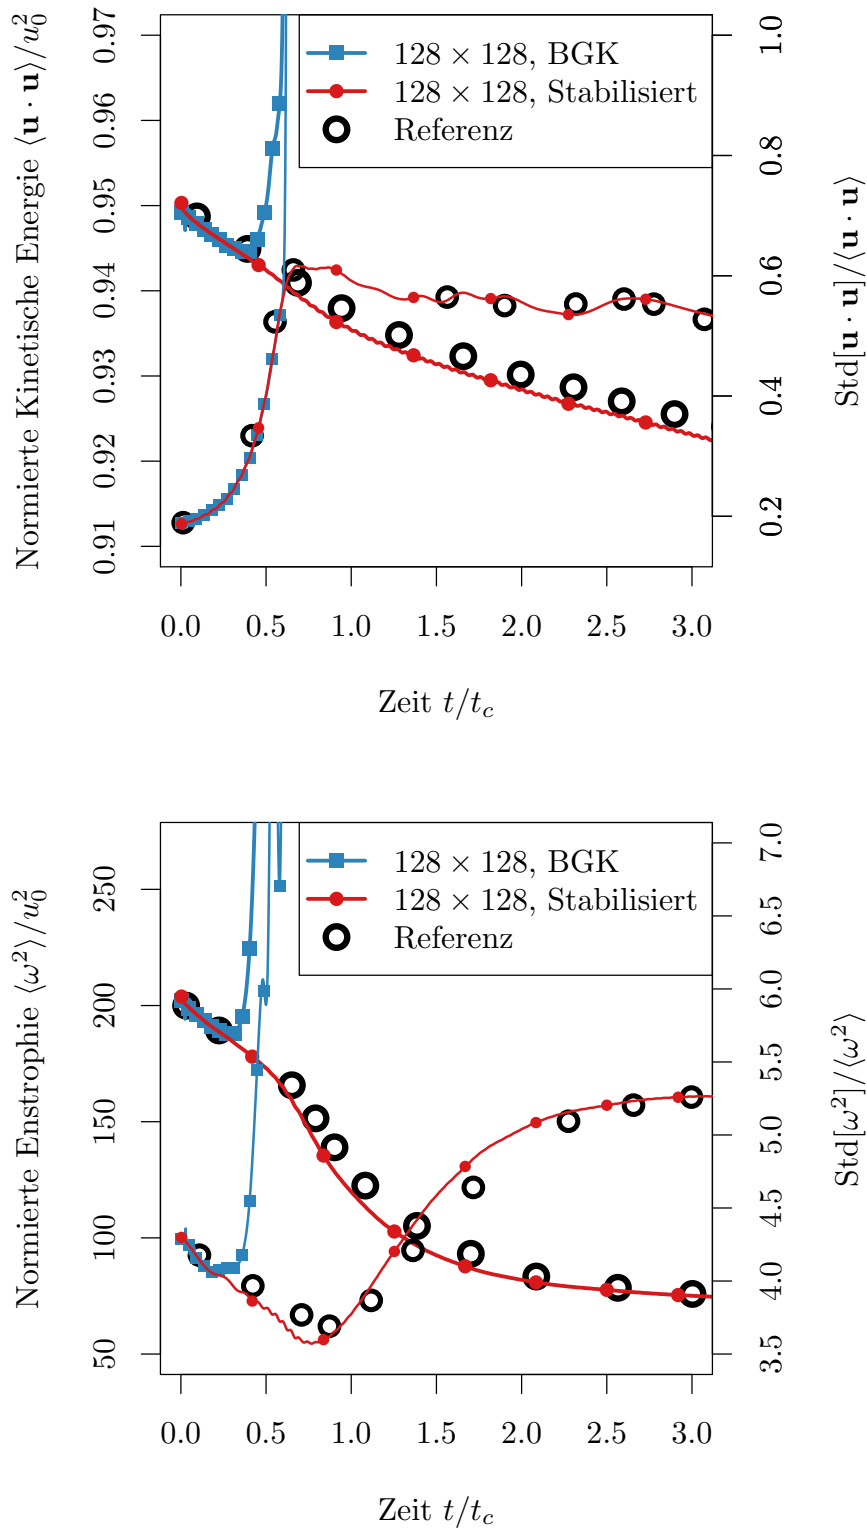 Normierte Kinetische Energie ⟨u · u⟩/u₀²
0.91 0.92 0.93 0.94 0.95 0.96 0.97
128 × 128, BGK
128 × 128, Stabilisiert
Referenz
0.2 0.4 0.6 0.8 1.0
Std[u · u]/⟨u · u⟩
0.0 0.5 1.0 1.5 2.0 2.5 3.0
Zeit t/t_c
Normierte Enstrophie ⟨ω²⟩/u₀²
50 100 150 200 250
128 × 128, BGK
128 × 128, Stabilisiert
Referenz
3.5 4.0 4.5 5.0 5.5 6.0 6.5 7.0
Std[ω²]/⟨ω²⟩
0.0 0.5 1.0 1.5 2.0 2.5 3.0
Zeit t/t_c